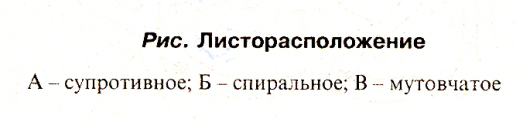 Рис. Листорасположение
А – супротивное; Б – спиральное; В – мутовчатое